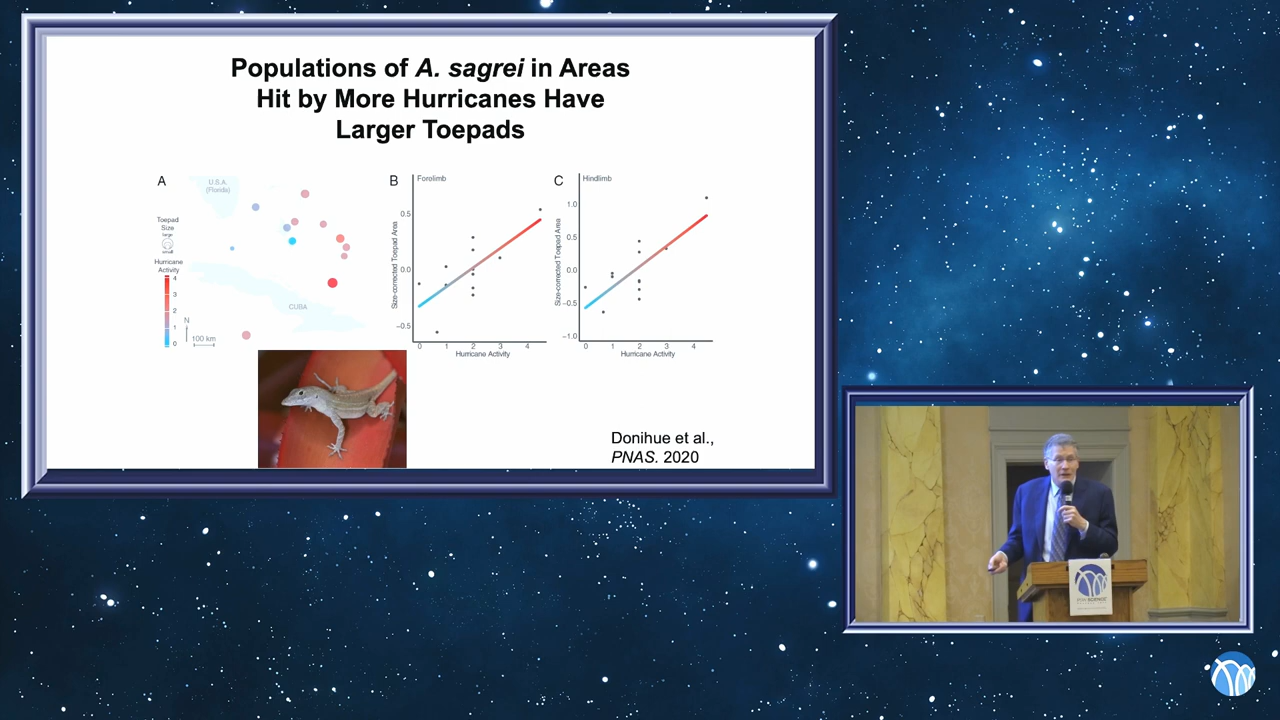 Populations of A. sagrei in Areas
Hit by More Hurricanes Have
Larger Toepads
A
U.S.A.
(Florida)
Toepad
Size
large
small
Hurricane
Activity
4
3
2
1
0
N
100 km
CUBA
B
Forelimb
Size-corrected Toepad Area
0.5
0.0
−0.5
0 1 2 3 4
Hurricane Activity
C
Hindlimb
Size-corrected Toepad Area
1.0
0.5
0.0
−0.5
−1.0
0 1 2 3 4
Hurricane Activity
Donihue et al.,
PNAS. 2020